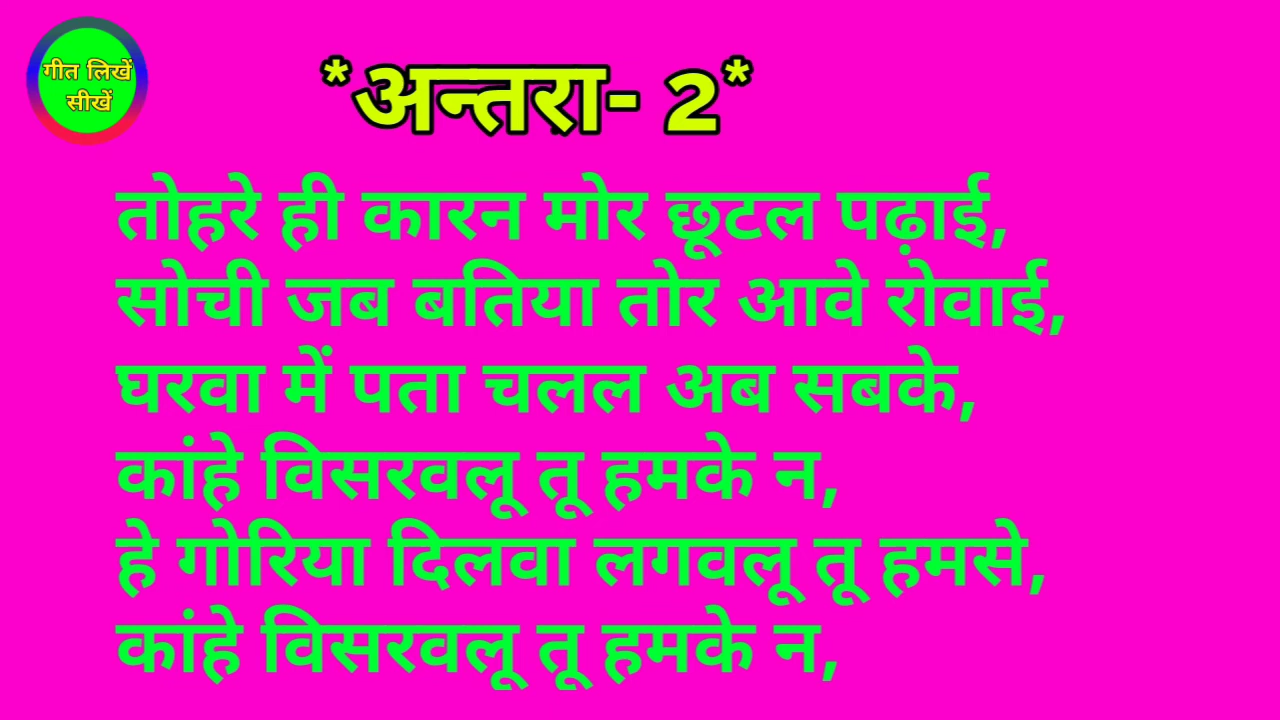 गीत लिखें
सीखें
*अन्तरा- 2*
तोहरे ही कारन मोर छूटल पढ़ाई,
सोची जब बतिया तोर आवे रोवाई,
घरवा में पता चलल अब सबके,
कांहे विसरवलू तू हमके न,
हे गोरिया दिलवा लगवलू तू हमसे,
कांहे विसरवलू तू हमके न,